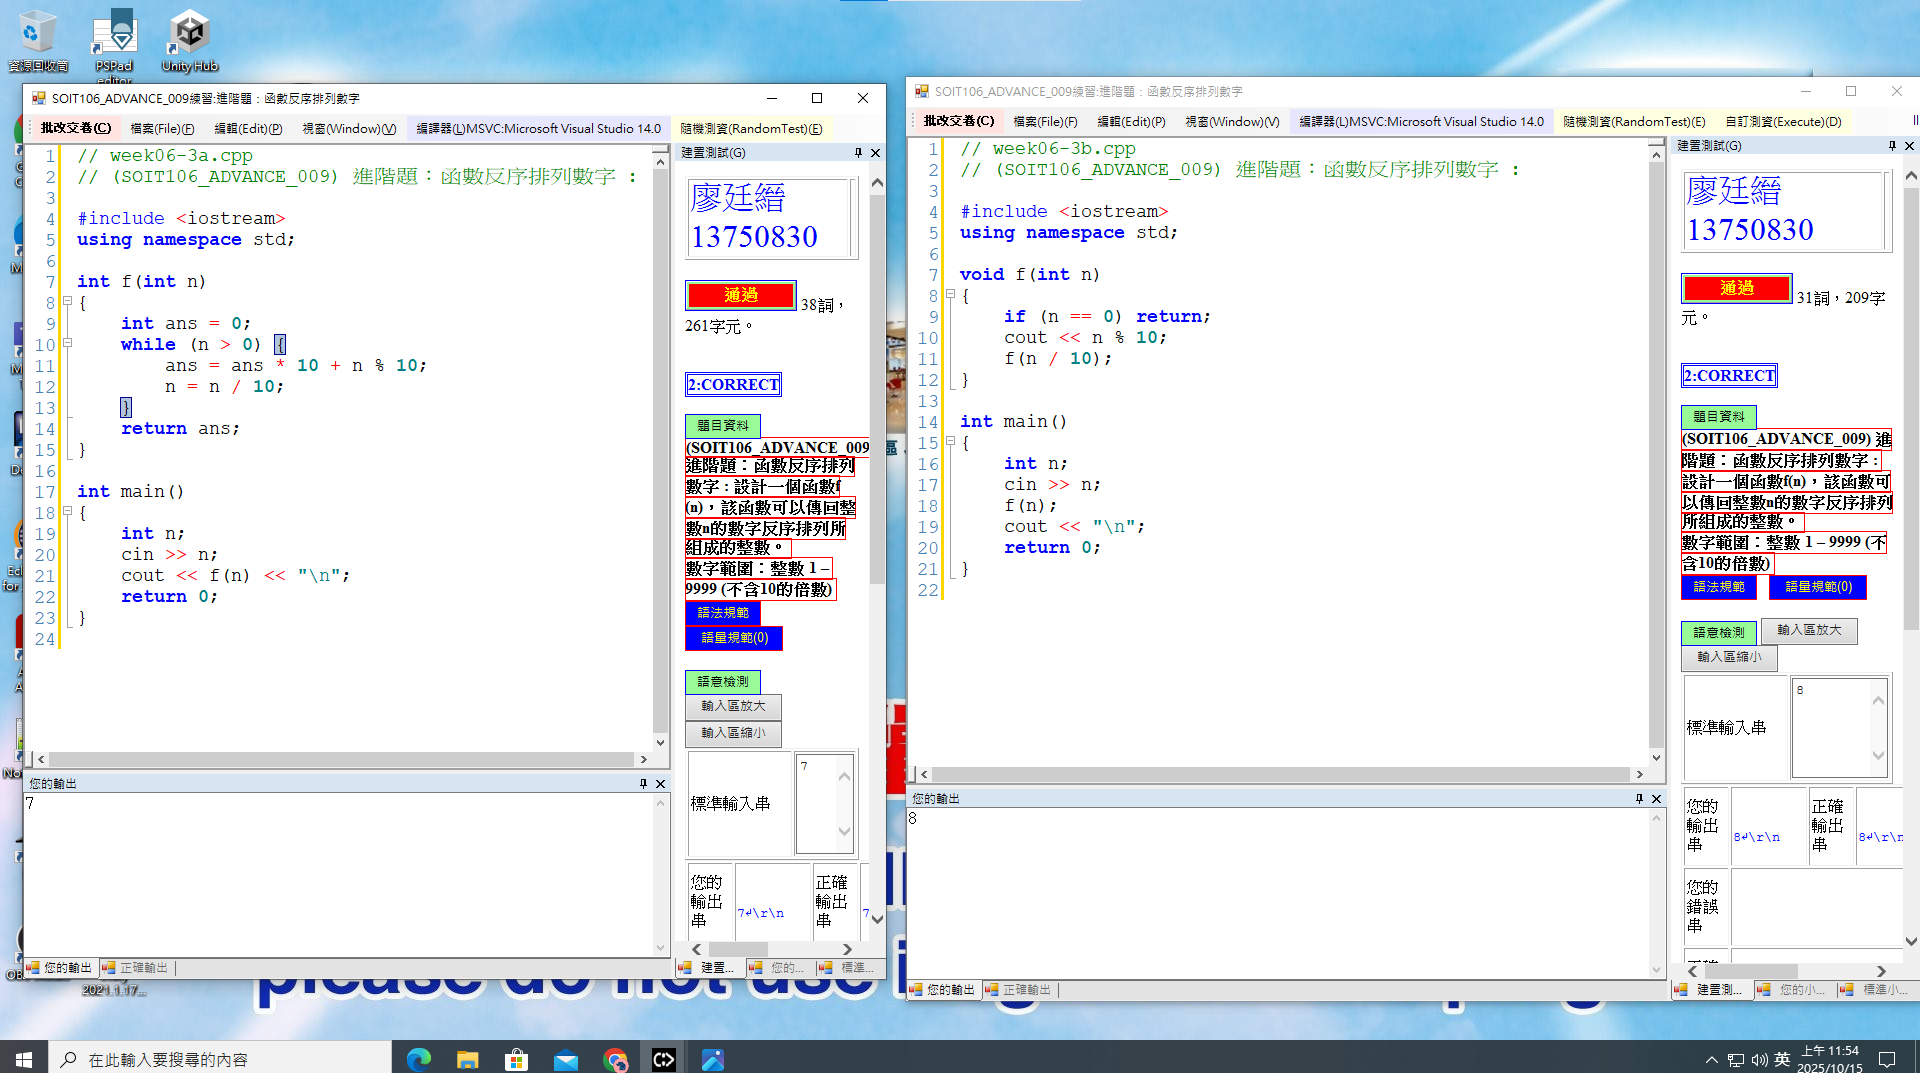 資源回收筒
PSPad editor
Unity Hub
SOIT106_ADVANCE_009練習:進階題：函數反序排列數字
批改交卷(C) 檔案(File)(F) 編輯(Edit)(P) 視窗(Window)(V) 編譯器(L)MSVC:Microsoft Visual Studio 14.0 隨機測資(RandomTest)(E)
1 // week06-3a.cpp
2 // (SOIT106_ADVANCE_009) 進階題：函數反序排列數字 :
3
4 #include <iostream>
5 using namespace std;
6
7 int f(int n)
8 {
9     int ans = 0;
10     while (n > 0) {
11         ans = ans * 10 + n % 10;
12         n = n / 10;
13     }
14     return ans;
15 }
16
17 int main()
18 {
19     int n;
20     cin >> n;
21     cout << f(n) << "\n";
22     return 0;
23 }
24
您的輸出
7
您的輸出 正確輸出
建置測試(G)
廖廷縉
13750830
通過 38詞，
261字元。
2:CORRECT
題目資料
(SOIT106_ADVANCE_009
進階題：函數反序排列
數字 : 設計一個函數f
(n)，該函數可以傳回整
數n的數字反序排列所
組成的整數。
數字範圍：整數 1 –
9999 (不含10的倍數)
語法規範
語量規範(0)
語意檢測
輸入區放大
輸入區縮小
標準輸入串 7
您的輸出串 7↵\r\n 正確輸出串 7
建置... 您的... 標準...
SOIT106_ADVANCE_009練習:進階題：函數反序排列數字
批改交卷(C) 檔案(File)(F) 編輯(Edit)(P) 視窗(Window)(V) 編譯器(L)MSVC:Microsoft Visual Studio 14.0 隨機測資(RandomTest)(E) 自訂測資(Execute)(D)
1 // week06-3b.cpp
2 // (SOIT106_ADVANCE_009) 進階題：函數反序排列數字 :
3
4 #include <iostream>
5 using namespace std;
6
7 void f(int n)
8 {
9     if (n == 0) return;
10     cout << n % 10;
11     f(n / 10);
12 }
13
14 int main()
15 {
16     int n;
17     cin >> n;
18     f(n);
19     cout << "\n";
20     return 0;
21 }
22
您的輸出
8
您的輸出 正確輸出
建置測試(G)
廖廷縉
13750830
通過 31詞，209字
元。
2:CORRECT
題目資料
(SOIT106_ADVANCE_009) 進
階題：函數反序排列數字 :
設計一個函數f(n)，該函數可
以傳回整數n的數字反序排列
所組成的整數。
數字範圍：整數 1 – 9999 (不
含10的倍數)
語法規範 語量規範(0)
語意檢測 輸入區放大
輸入區縮小
標準輸入串 8
您的輸出串 8↵\r\n 正確輸出串 8↵\r\n
您的錯誤串
建置測... 您的小... 標準小...
please do not use
2021.1.17...
在此輸入要搜尋的內容
英
上午 11:54
2025/10/15